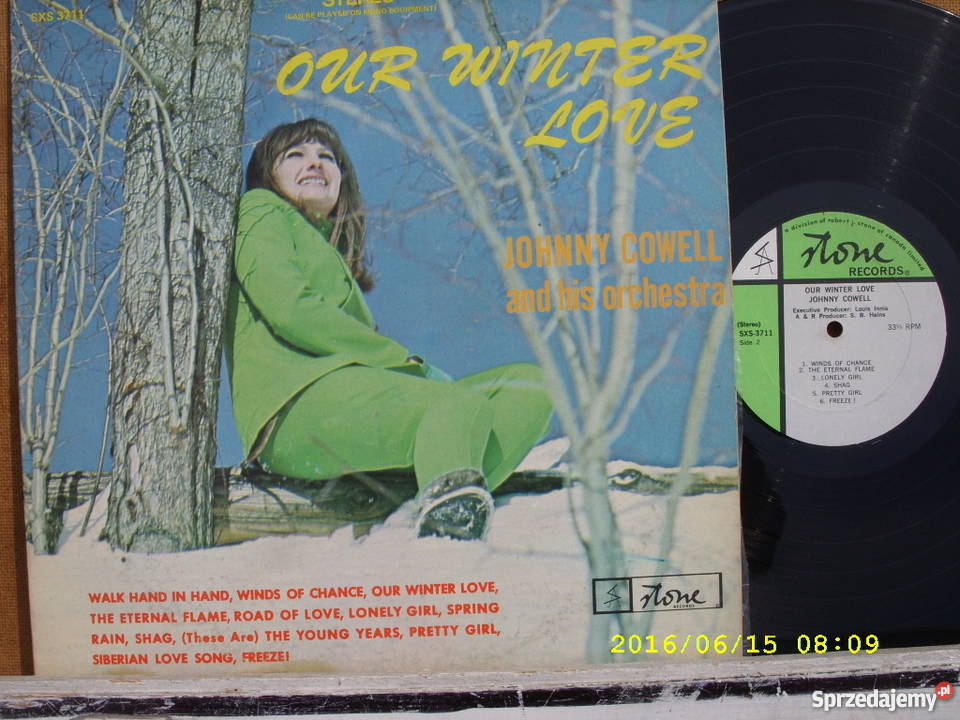 SXS 3711
STEREO
(CAN BE PLAYED ON MONO EQUIPMENT)
OUR WINTER
LOVE
JOHNNY COWELL
and his orchestra
WALK HAND IN HAND, WINDS OF CHANCE, OUR WINTER LOVE,
THE ETERNAL FLAME, ROAD OF LOVE, LONELY GIRL, SPRING
RAIN, SHAG, (These Are) THE YOUNG YEARS, PRETTY GIRL,
SIBERIAN LOVE SONG, FREEZE!
stone
RECORDS
a division of robert j. stone of canada limited
stone
RECORDS
OUR WINTER LOVE
JOHNNY COWELL
Executive Producer: Louis Innis
A & R Producer: S. B. Hains
(Stereo)
SXS-3711
Side 2
33⅓ RPM
1. WINDS OF CHANCE
2. THE ETERNAL FLAME
3. LONELY GIRL
4. SHAG
5. PRETTY GIRL
6. FREEZE!
2016/06/15 08:09
Sprzedajemy.pl